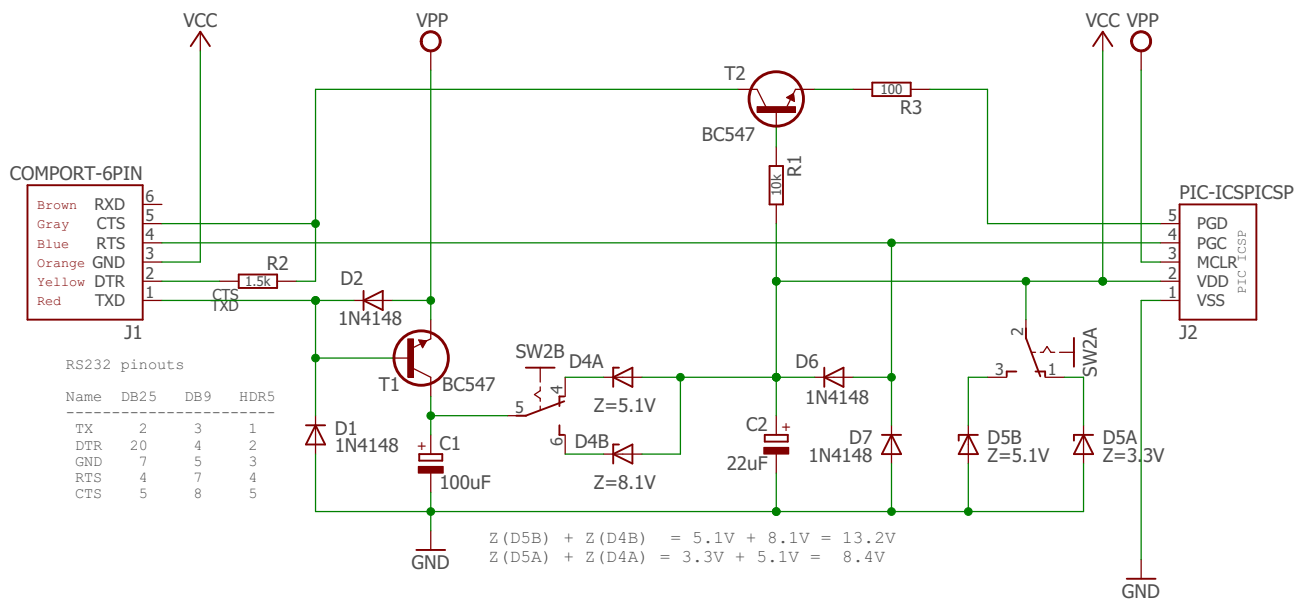 VCC
VPP
VCC
VPP
T2
100
R3
BC547
COMPORT-6PIN
R1
10k
PIC-ICSPICSP
Brown RXD 6
Gray CTS 5
Blue RTS 4
Orange GND 3
Yellow DTR 2
Red TXD 1
J1
R2
1.5k
CTS
TXD
5 PGD
4 PGC
3 MCLR
2 VDD
1 VSS
PIC ICSP
J2
D2
1N4148
T1
BC547
SW2B
4
5
6
D4A
Z=5.1V
D4B
Z=8.1V
D6
1N4148
2
SW2A
3
1
RS232 pinouts
Name DB25 DB9 HDR5
------------------
TX 2 3 1
DTR 20 4 2
GND 7 5 3
RTS 4 7 4
CTS 5 8 5
D1
1N4148
+
C1
100uF
C2
+
22uF
D7
1N4148
D5B
Z=5.1V
D5A
Z=3.3V
GND
Z(D5B) + Z(D4B) = 5.1V + 8.1V = 13.2V
Z(D5A) + Z(D4A) = 3.3V + 5.1V = 8.4V
GND